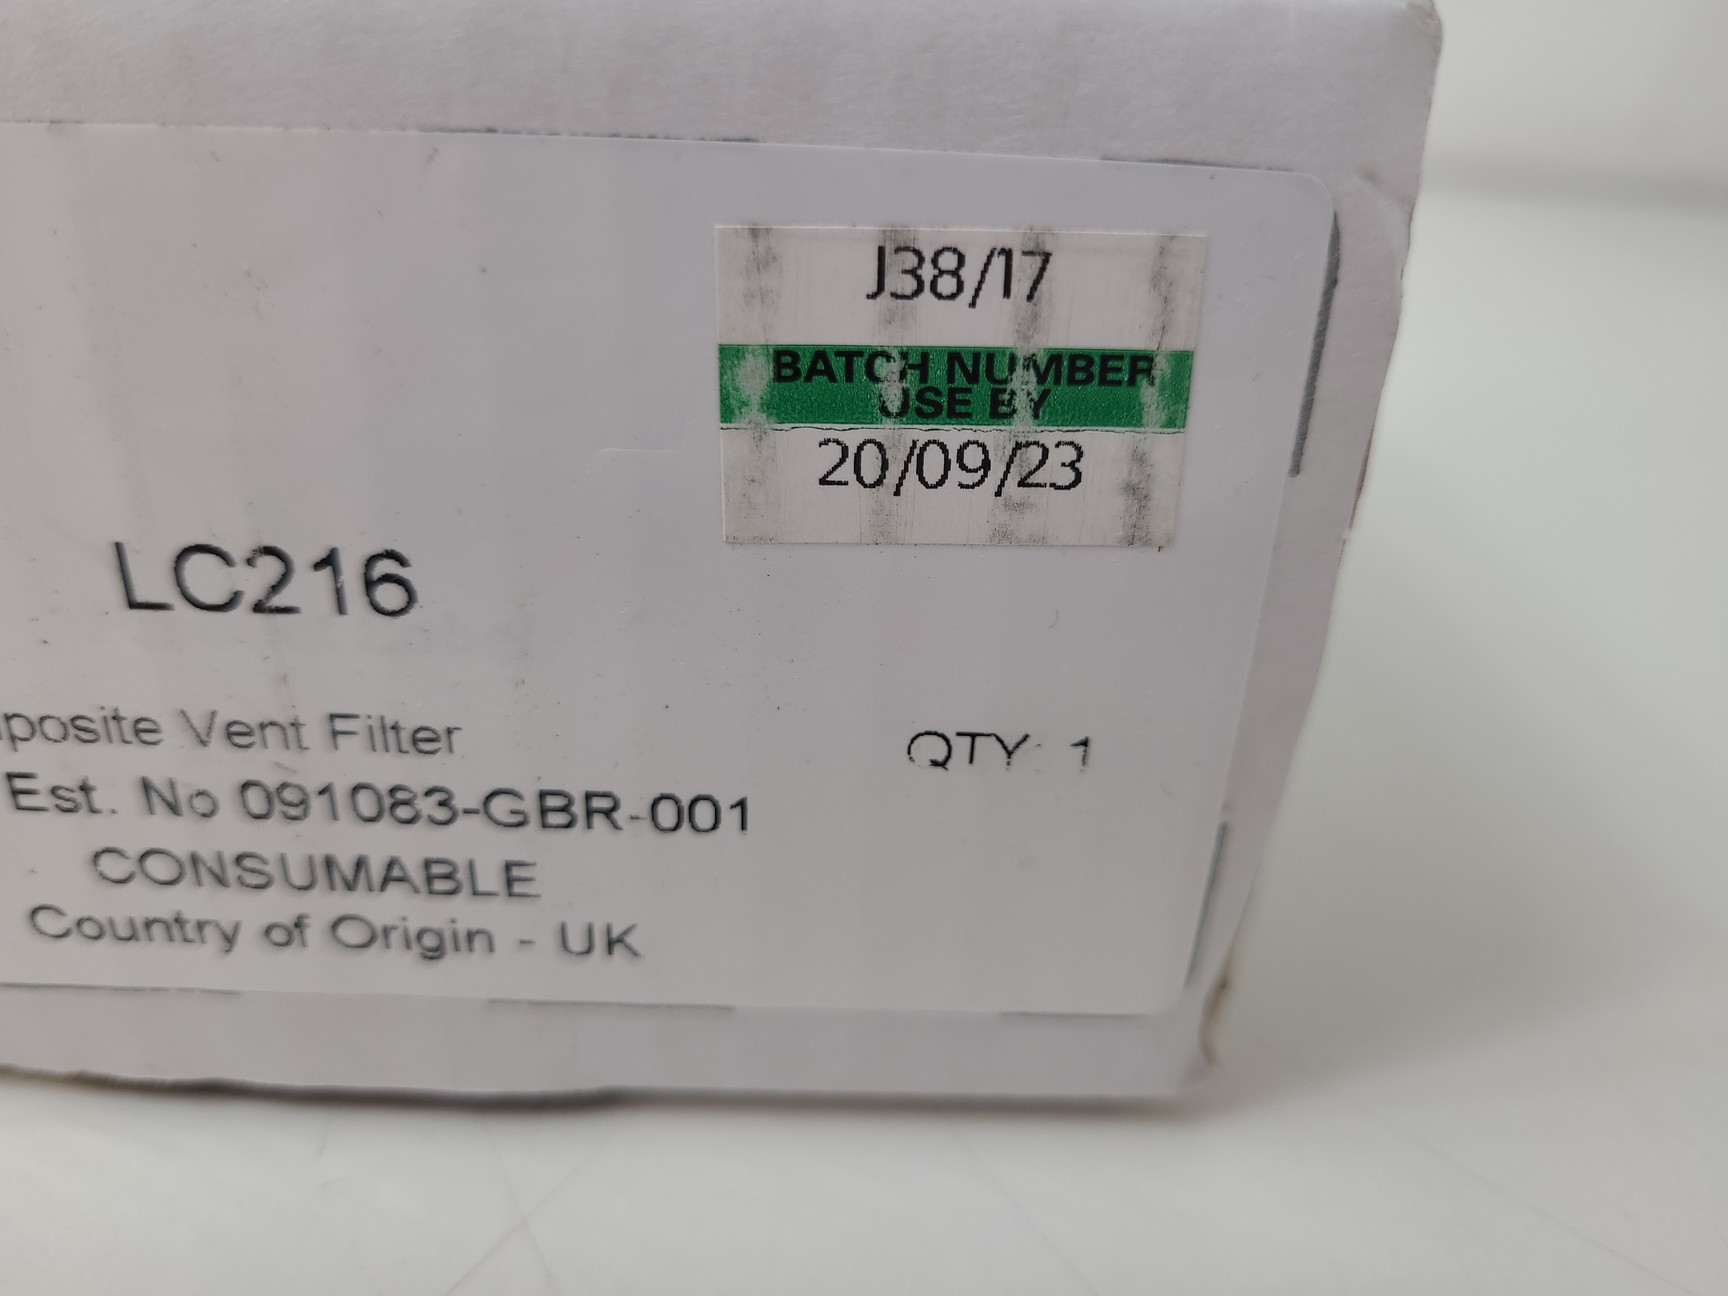 J38/17
BATCH NUMBER
USE BY
20/09/23
LC216
posite Vent Filter
QTY: 1
Est. No 091083-GBR-001
CONSUMABLE
Country of Origin - UK